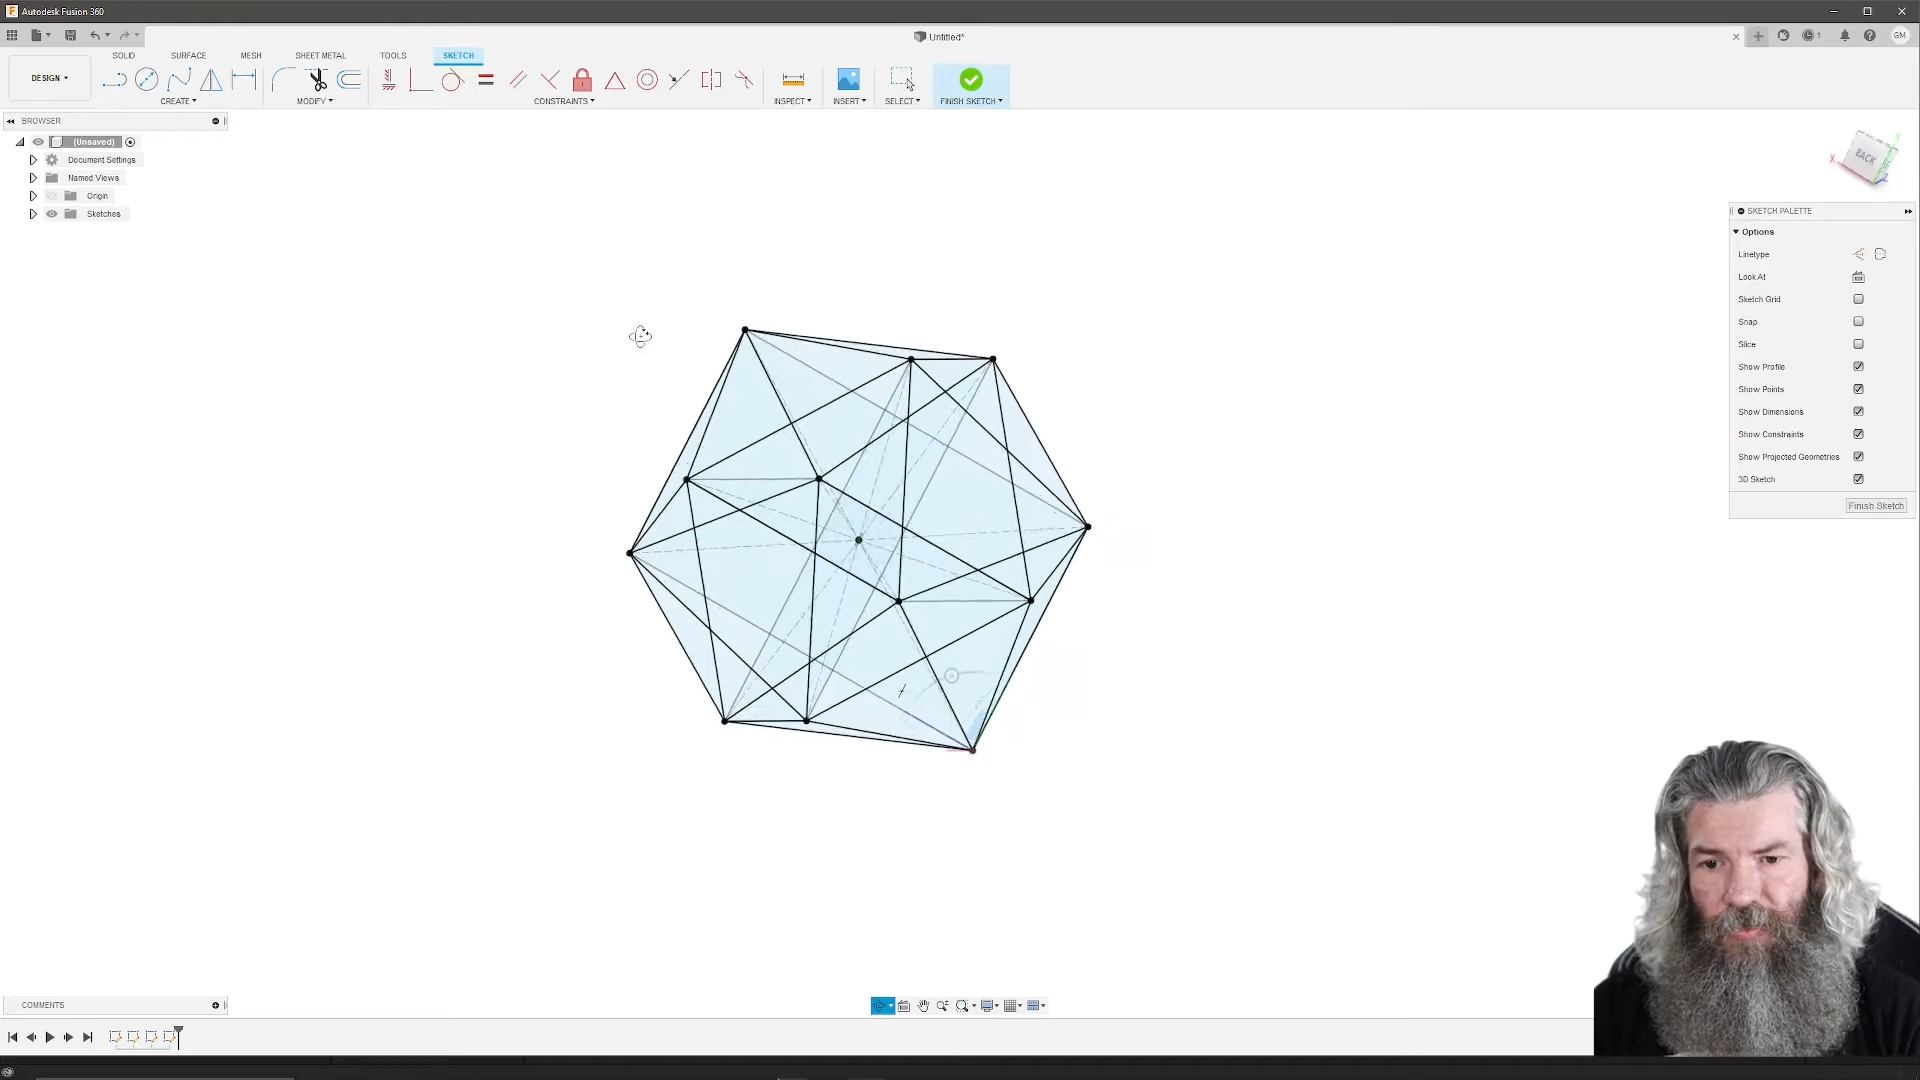 Autodesk Fusion 360
Untitled*
1
GM
SOLID
SURFACE
MESH
SHEET METAL
TOOLS
SKETCH
DESIGN
CREATE
MODIFY
CONSTRAINTS
INSPECT
INSERT
SELECT
FINISH SKETCH
BROWSER
(Unsaved)
Document Settings
Named Views
Origin
Sketches
BACK
X
Y
Z
SKETCH PALETTE
Options
Linetype
Look At
Sketch Grid
Snap
Slice
Show Profile
Show Points
Show Dimensions
Show Constraints
Show Projected Geometries
3D Sketch
Finish Sketch
COMMENTS